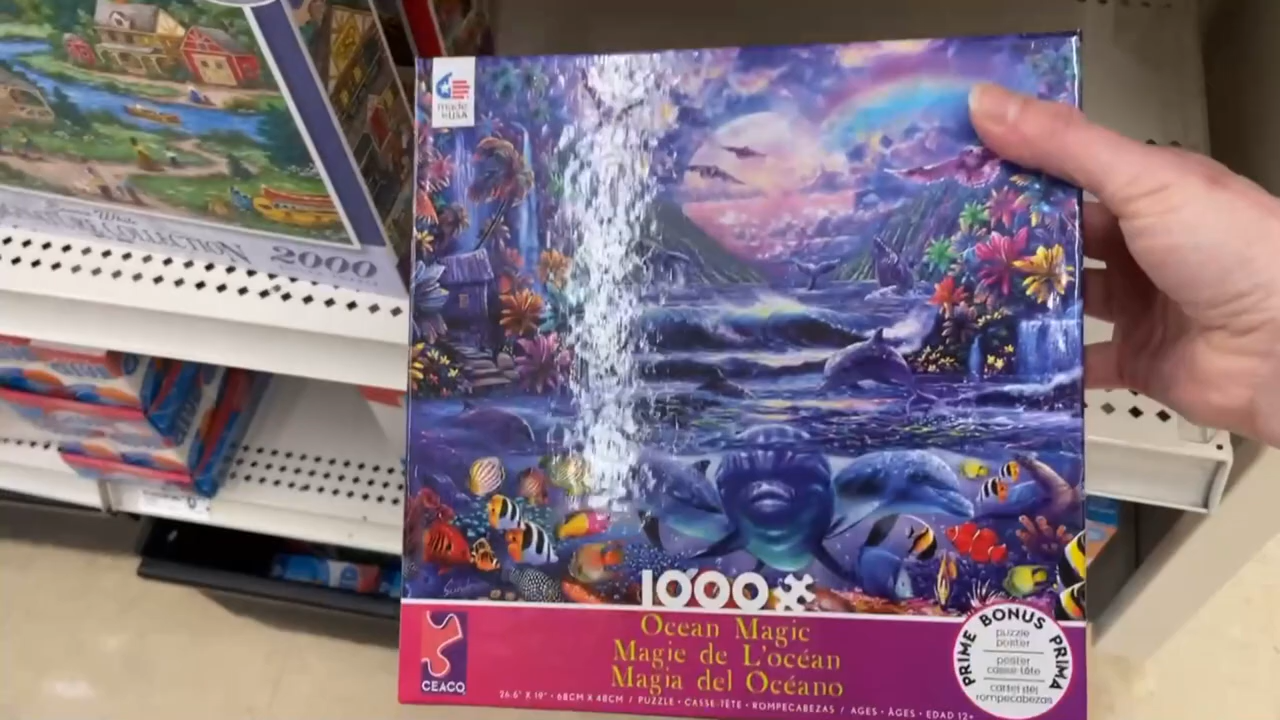 COLLECTION 2000
made
in USA
1000
Ocean Magic
Magie de L'océan
Magia del Océano
CEACO
26.6" X 19" • 68CM X 48CM / PUZZLE • CASSE-TÊTE • ROMPECABEZAS / AGES • ÂGES • EDAD 12+
PRIME BONUS PRIMA
puzzle
poster
poster
casse-tête
cartel del
rompecabezas